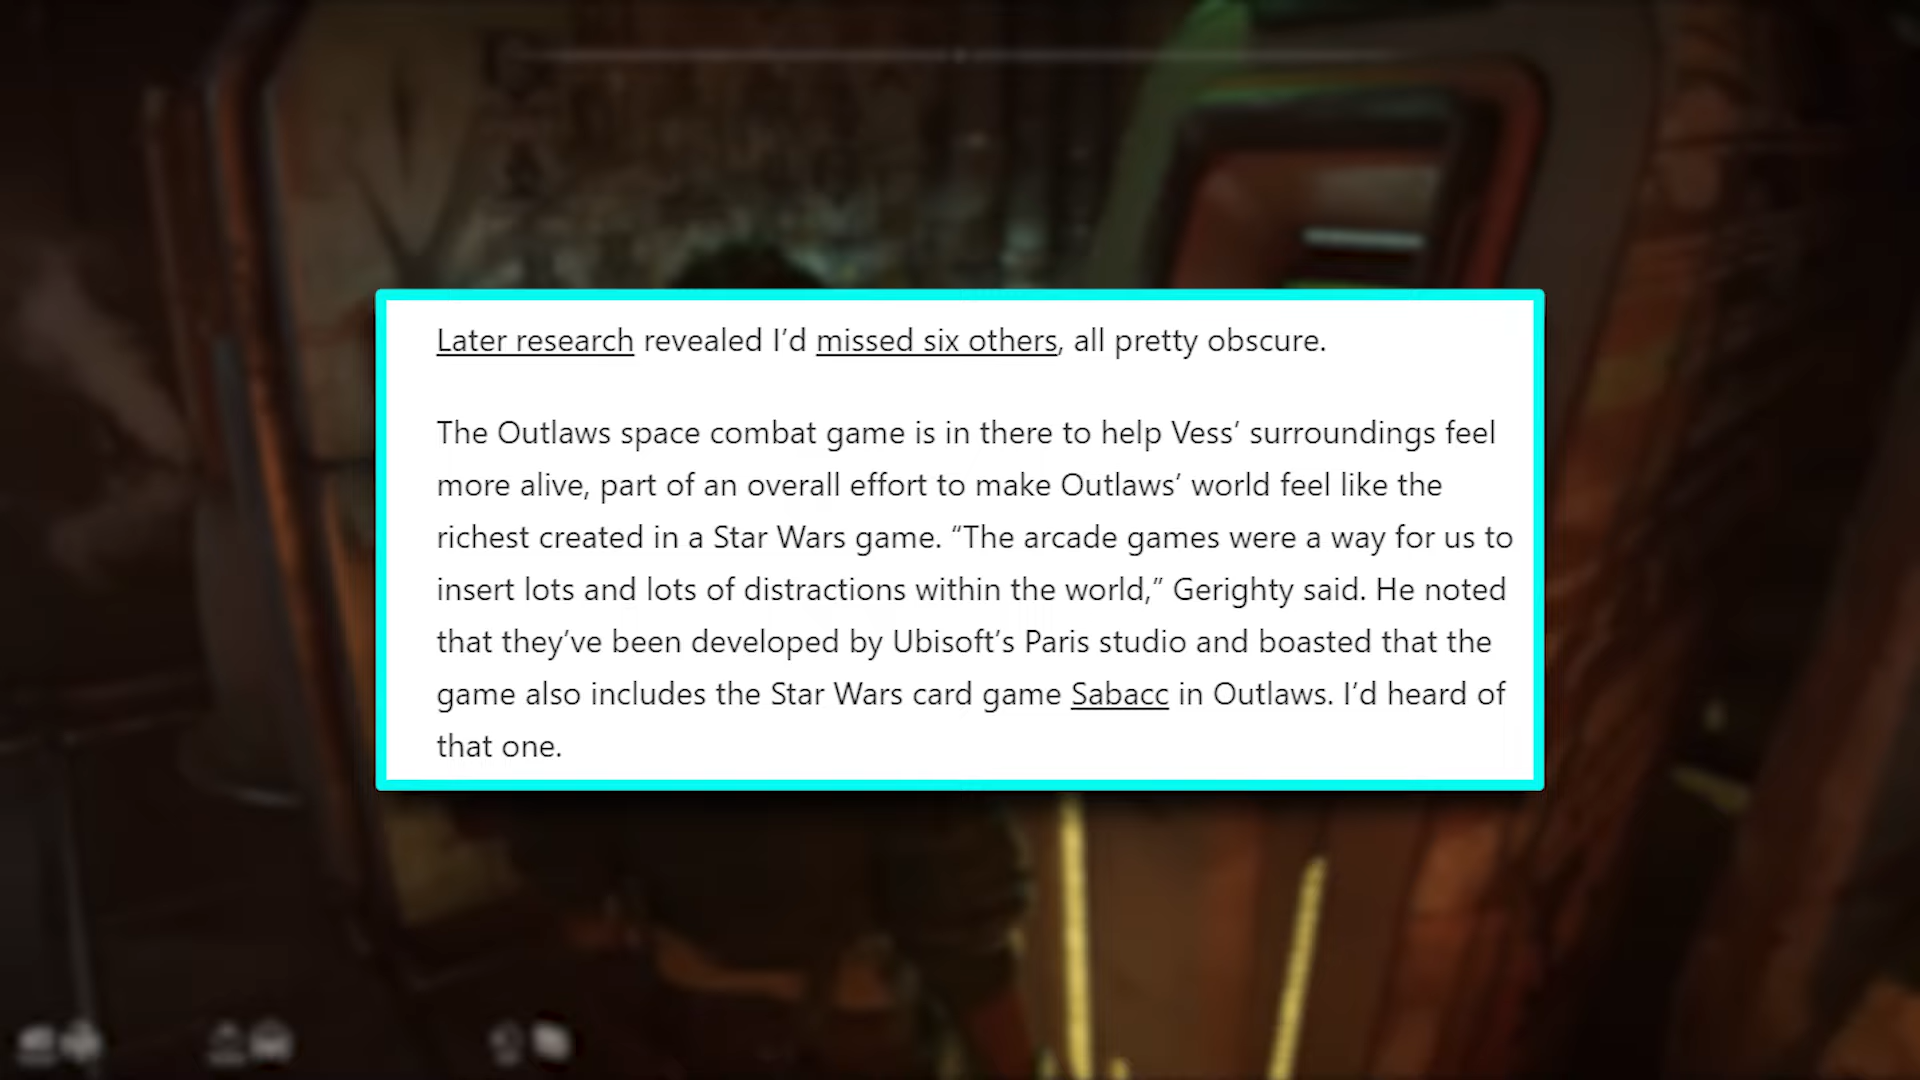 Later research revealed I’d missed six others, all pretty obscure.
The Outlaws space combat game is in there to help Vess’ surroundings feel
more alive, part of an overall effort to make Outlaws’ world feel like the
richest created in a Star Wars game. “The arcade games were a way for us to
insert lots and lots of distractions within the world,” Gerighty said. He noted
that they’ve been developed by Ubisoft’s Paris studio and boasted that the
game also includes the Star Wars card game Sabacc in Outlaws. I’d heard of
that one.